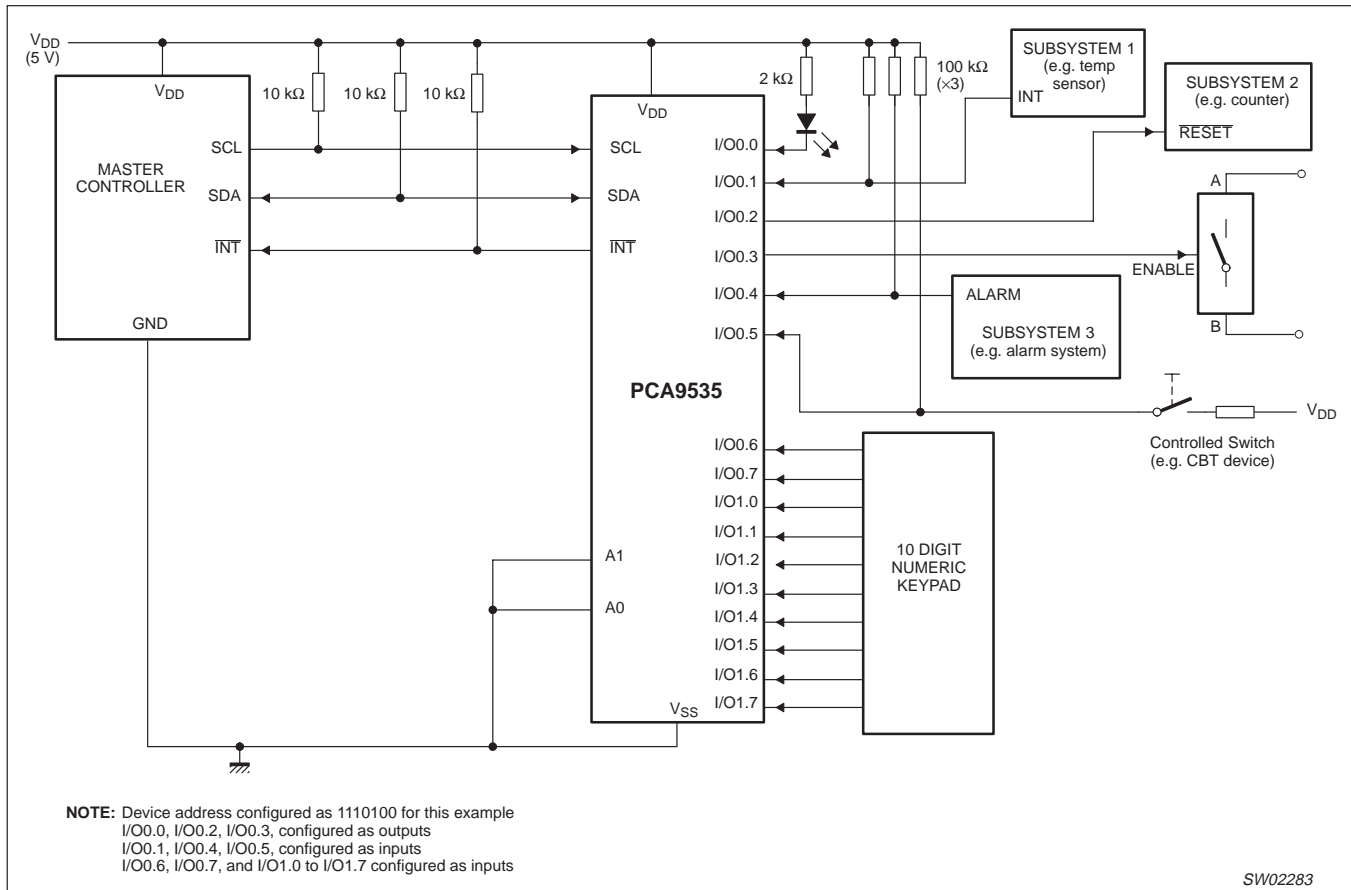 V_DD
(5 V)
V_DD
MASTER
CONTROLLER
SCL
SDA
INT
GND
10 kΩ
10 kΩ
10 kΩ
V_DD
SCL
SDA
INT
PCA9535
A1
A0
V_SS
I/O0.0
I/O0.1
I/O0.2
I/O0.3
I/O0.4
I/O0.5
I/O0.6
I/O0.7
I/O1.0
I/O1.1
I/O1.2
I/O1.3
I/O1.4
I/O1.5
I/O1.6
I/O1.7
2 kΩ
100 kΩ
(×3)
SUBSYSTEM 1
(e.g. temp
sensor)
INT
SUBSYSTEM 2
(e.g. counter)
RESET
A
ENABLE
B
ALARM
SUBSYSTEM 3
(e.g. alarm system)
V_DD
Controlled Switch
(e.g. CBT device)
10 DIGIT
NUMERIC
KEYPAD
NOTE: Device address configured as 1110100 for this example
I/O0.0, I/O0.2, I/O0.3, configured as outputs
I/O0.1, I/O0.4, I/O0.5, configured as inputs
I/O0.6, I/O0.7, and I/O1.0 to I/O1.7 configured as inputs
SW02283